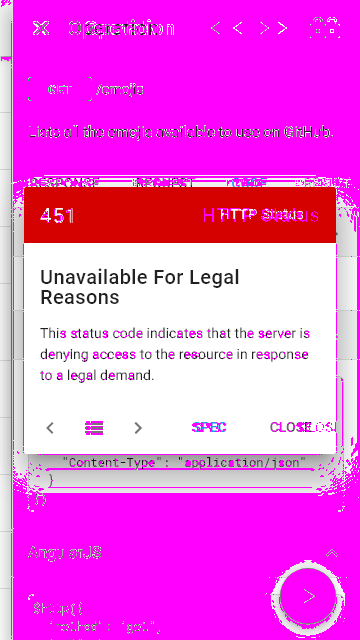 Operation
GET /emojis
Lists all the emojis available to use on GitHub.
RESPONSE REQUEST
451 HTTP Status
Unavailable For Legal
Reasons
This status code indicates that the server is
denying access to the resource in response
to a legal demand.
SPEC CLOSE
"Content-Type": "application/json"
}
AngularJS
$http({